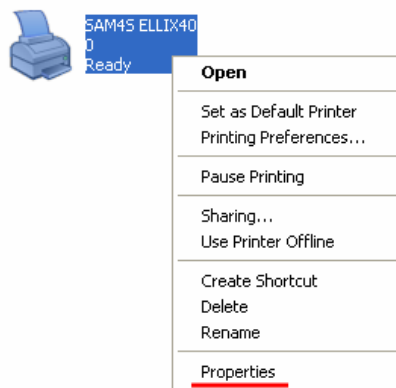 SAM4S ELLIX40
0
Ready
Open
Set as Default Printer
Printing Preferences...
Pause Printing
Sharing...
Use Printer Offline
Create Shortcut
Delete
Rename
Properties